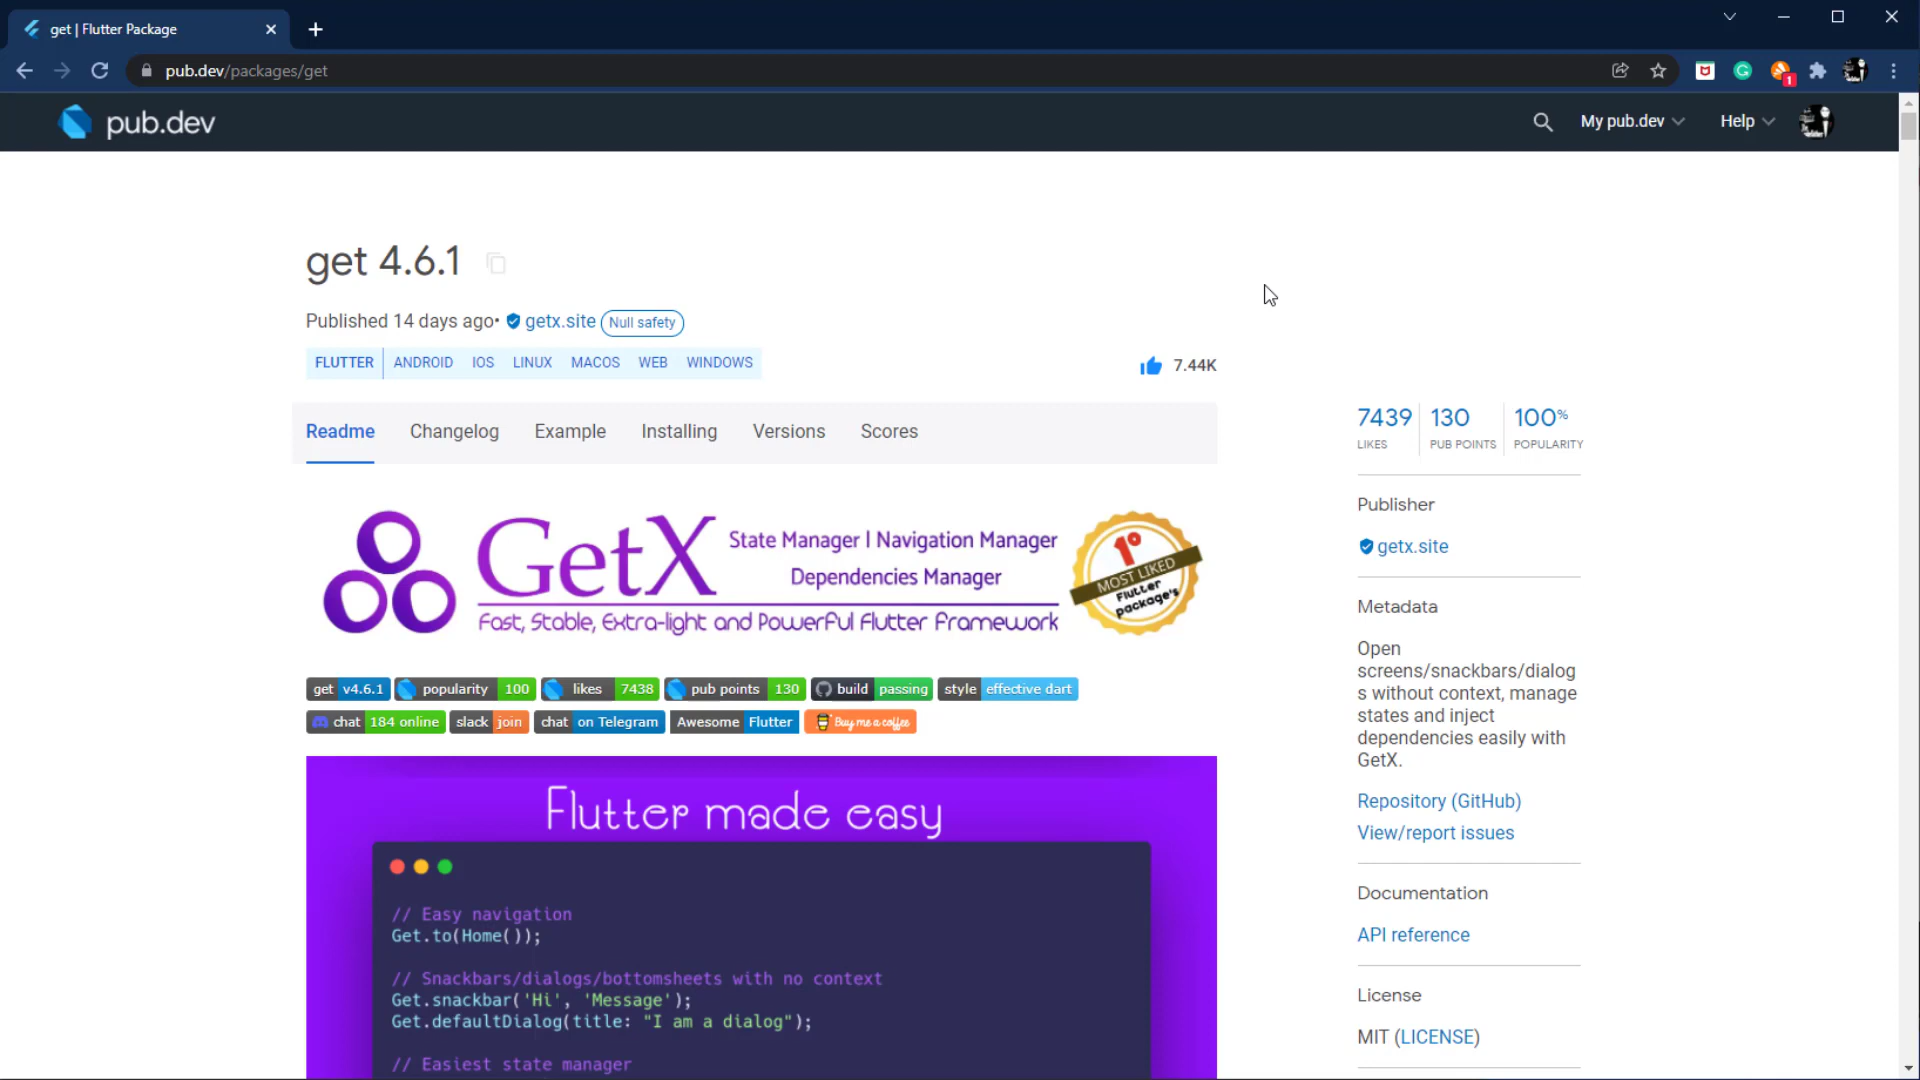 get | Flutter Package
pub.dev/packages/get
1
pub.dev
My pub.dev
Help
get 4.6.1
Published 14 days ago• getx.site Null safety
FLUTTER ANDROID IOS LINUX MACOS WEB WINDOWS
7.44K
Readme Changelog Example Installing Versions Scores
GetX
State Manager | Navigation Manager
Dependencies Manager
Fast, Stable, Extra-light and Powerful Flutter Framework
1º
MOST LIKED
Flutter
package's
get v4.6.1 popularity 100 likes 7438 pub points 130 build passing style effective dart
chat 184 online slack join chat on Telegram Awesome Flutter Buy me a coffee
Flutter made easy
// Easy navigation
Get.to(Home());
// Snackbars/dialogs/bottomsheets with no context
Get.snackbar('Hi', 'Message');
Get.defaultDialog(title: "I am a dialog");
// Easiest state manager
7439 130 100%
LIKES PUB POINTS POPULARITY
Publisher
getx.site
Metadata
Open
screens/snackbars/dialog
s without context, manage
states and inject
dependencies easily with
GetX.
Repository (GitHub)
View/report issues
Documentation
API reference
License
MIT (LICENSE)